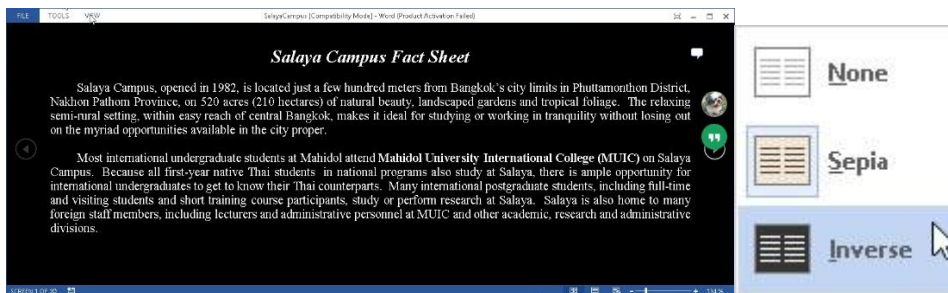 FILE TOOLS VIEW SalayaCampus [Compatibility Mode] - Word (Product Activation Failed)
Salaya Campus Fact Sheet
Salaya Campus, opened in 1982, is located just a few hundred meters from Bangkok's city limits in Phuttamonthon District,
Nakhon Pathom Province, on 520 acres (210 hectares) of natural beauty, landscaped gardens and tropical foliage. The relaxing
semi-rural setting, within easy reach of central Bangkok, makes it ideal for studying or working in tranquility without losing out
on the myriad opportunities available in the city proper.
Most international undergraduate students at Mahidol attend Mahidol University International College (MUIC) on Salaya
Campus. Because all first-year native Thai students in national programs also study at Salaya, there is ample opportunity for
international undergraduates to get to know their Thai counterparts. Many international postgraduate students, including full-time
and visiting students and short training course participants, study or perform research at Salaya. Salaya is also home to many
foreign staff members, including lecturers and administrative personnel at MUIC and other academic, research and administrative
divisions.
None
Sepia
Inverse